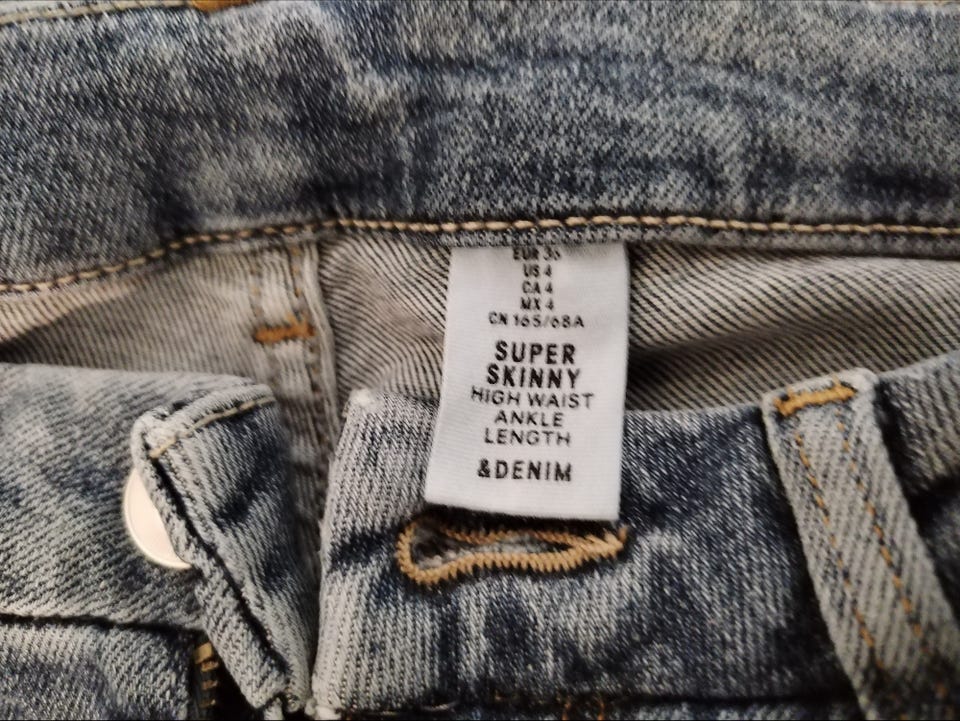 EUR 36
US 4
CA 4
MX 4
CN 165/68A
SUPER
SKINNY
HIGH WAIST
ANKLE
LENGTH
&DENIM